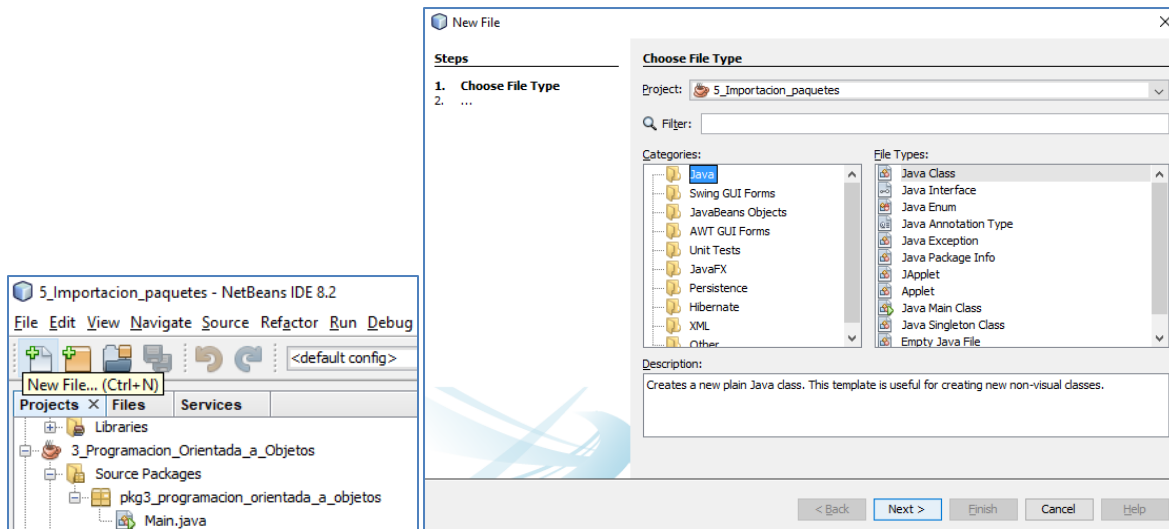 5_Importacion_paquetes - NetBeans IDE 8.2
File Edit View Navigate Source Refactor Run Debug
<default config>
New File... (Ctrl+N)
Projects × Files Services
Libraries
3_Programacion_Orientada_a_Objetos
Source Packages
pkg3_programacion_orientada_a_objetos
Main.java
New File
Steps
1. Choose File Type
2. ...
Choose File Type
Project: 5_Importacion_paquetes
Filter:
Categories:
Java
Swing GUI Forms
JavaBeans Objects
AWT GUI Forms
Unit Tests
JavaFX
Persistence
Hibernate
XML
Other
File Types:
Java Class
Java Interface
Java Enum
Java Annotation Type
Java Exception
Java Package Info
JApplet
Applet
Java Main Class
Java Singleton Class
Empty Java File
Description:
Creates a new plain Java class. This template is useful for creating new non-visual classes.
< Back Next > Finish Cancel Help